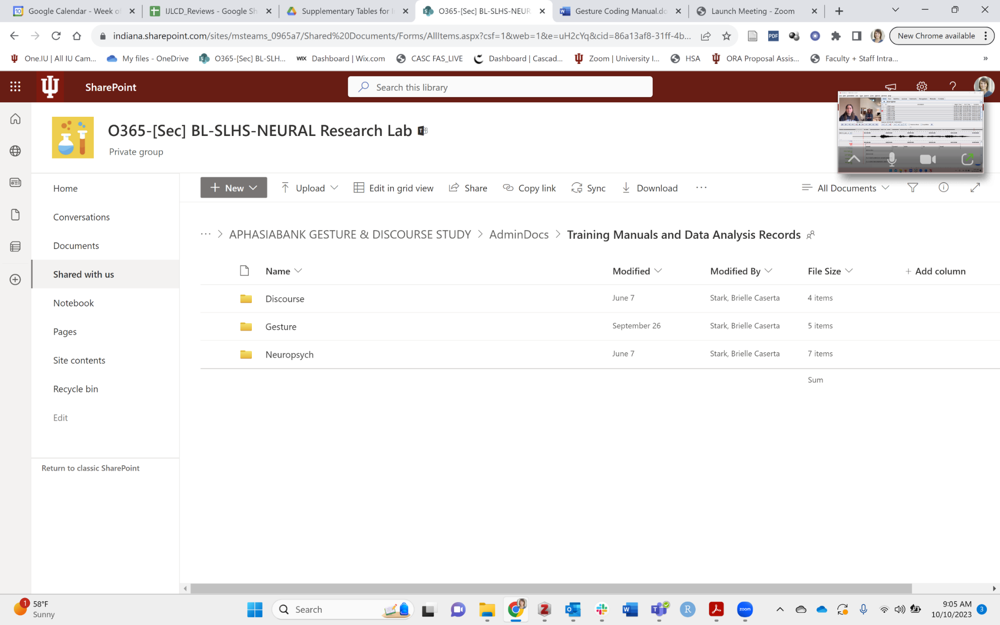 Google Calendar - Week of
IJLCD_Reviews - Google Sh
Supplementary Tables for I
O365-[Sec] BL-SLHS-NEUR
Gesture Coding Manual.do
Launch Meeting - Zoom
indiana.sharepoint.com/sites/msteams_0965a7/Shared%20Documents/Forms/AllItems.aspx?csf=1&web=1&e=uH2cYq&cid=86a13af8-31ff-4b...
PDF
New Chrome available
One.IU | All IU Cam...
My files - OneDrive
O365-[Sec] BL-SLH...
WIX Dashboard | Wix.com
CASC FAS_LIVE
Dashboard | Cascad...
Zoom | University I...
HSA
ORA Proposal Assis...
Faculty + Staff Intra...
SharePoint
Search this library
O365-[Sec] BL-SLHS-NEURAL Research Lab
Private group
Home
Conversations
Documents
Shared with us
Notebook
Pages
Site contents
Recycle bin
Edit
Return to classic SharePoint
New
Upload
Edit in grid view
Share
Copy link
Sync
Download
...
All Documents
... > APHASIABANK GESTURE & DISCOURSE STUDY > AdminDocs > Training Manuals and Data Analysis Records
Name Modified Modified By File Size + Add column
Discourse June 7 Stark, Brielle Caserta 4 items
Gesture September 26 Stark, Brielle Caserta 5 items
Neuropsych June 7 Stark, Brielle Caserta 7 items
Sum
1
58°F
Sunny
Search
zoom
9:05 AM
10/10/2023
3